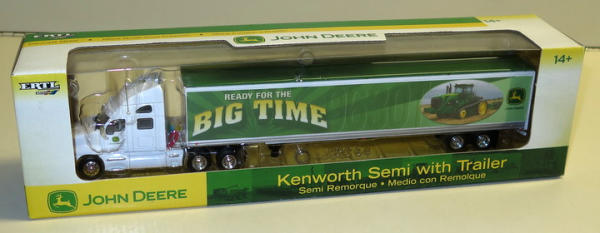 JOHN DEERE
14+
ERTL
READY FOR THE
BIG TIME
JOHN DEERE
Kenworth Semi with Trailer
Semi Remorque • Medio con Remolque
JOHN DEERE